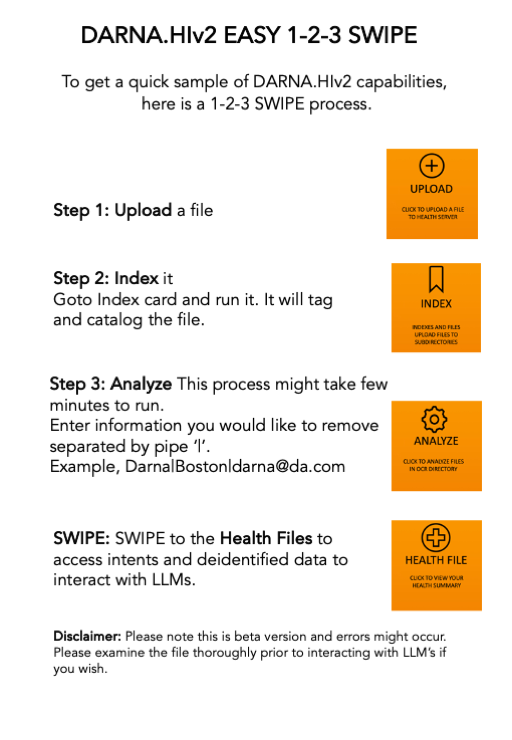 DARNA.HIv2 EASY 1-2-3 SWIPE
To get a quick sample of DARNA.HIv2 capabilities,
here is a 1-2-3 SWIPE process.
Step 1: Upload a file
UPLOAD
CLICK TO UPLOAD A FILE
TO HEALTH SERVER
Step 2: Index it
Goto Index card and run it. It will tag
and catalog the file.
INDEX
INDEXES AND FILES
UPLOAD FILES TO
SUBDIRECTORIES
Step 3: Analyze This process might take few
minutes to run.
Enter information you would like to remove
separated by pipe ‘l’.
Example, DarnalBostonldarna@da.com
ANALYZE
CLICK TO ANALYZE FILES
IN OCR DIRECTORY
SWIPE: SWIPE to the Health Files to
access intents and deidentified data to
interact with LLMs.
HEALTH FILE
CLICK TO VIEW YOUR
HEALTH SUMMARY
Disclaimer: Please note this is beta version and errors might occur.
Please examine the file thoroughly prior to interacting with LLM’s if
you wish.